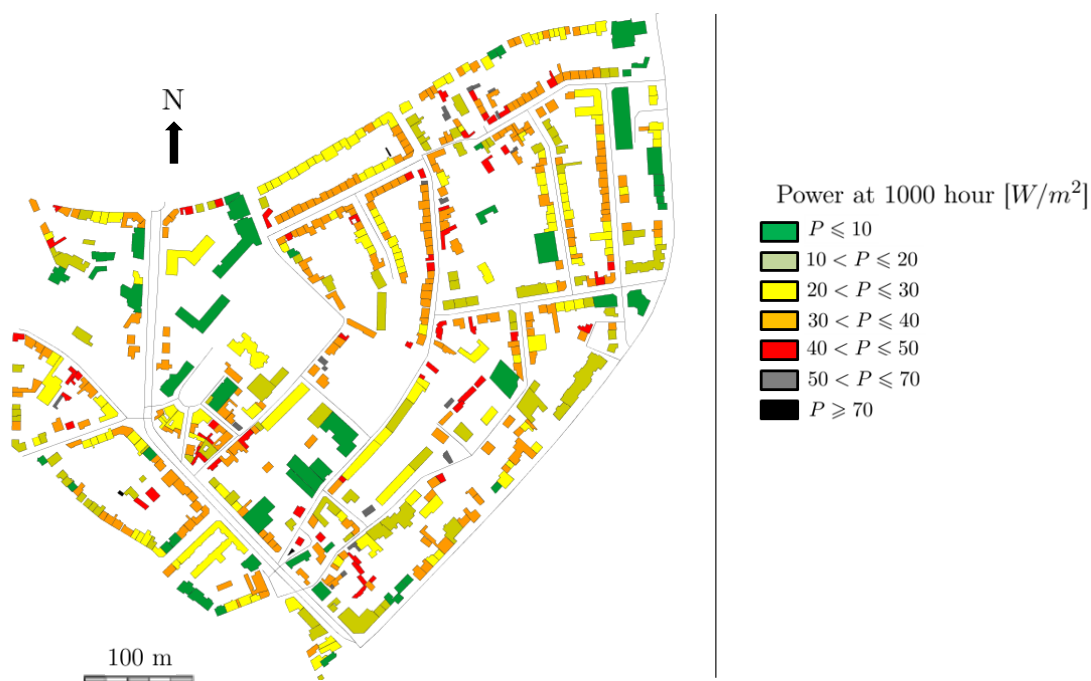 N
100 m
Power at 1000 hour [W/m²]
P ⩽ 10
10 < P ⩽ 20
20 < P ⩽ 30
30 < P ⩽ 40
40 < P ⩽ 50
50 < P ⩽ 70
P ⩾ 70